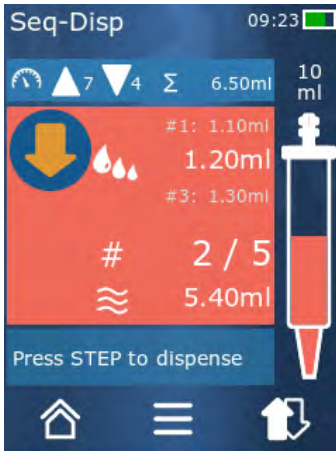 Seq-Disp 09:23
7 4 Σ 6.50ml
10
ml
#1: 1.10ml
1.20ml
#3: 1.30ml
# 2 / 5
5.40ml
Press STEP to dispense